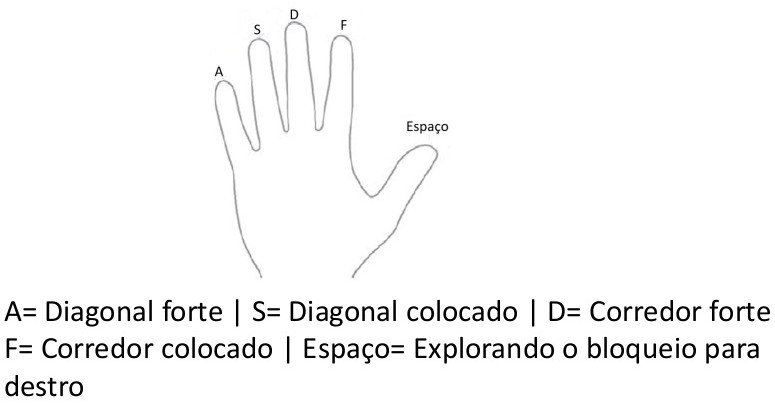 D
S
F
A
Espaço
A= Diagonal forte | S= Diagonal colocado | D= Corredor forte
F= Corredor colocado | Espaço= Explorando o bloqueio para
destro